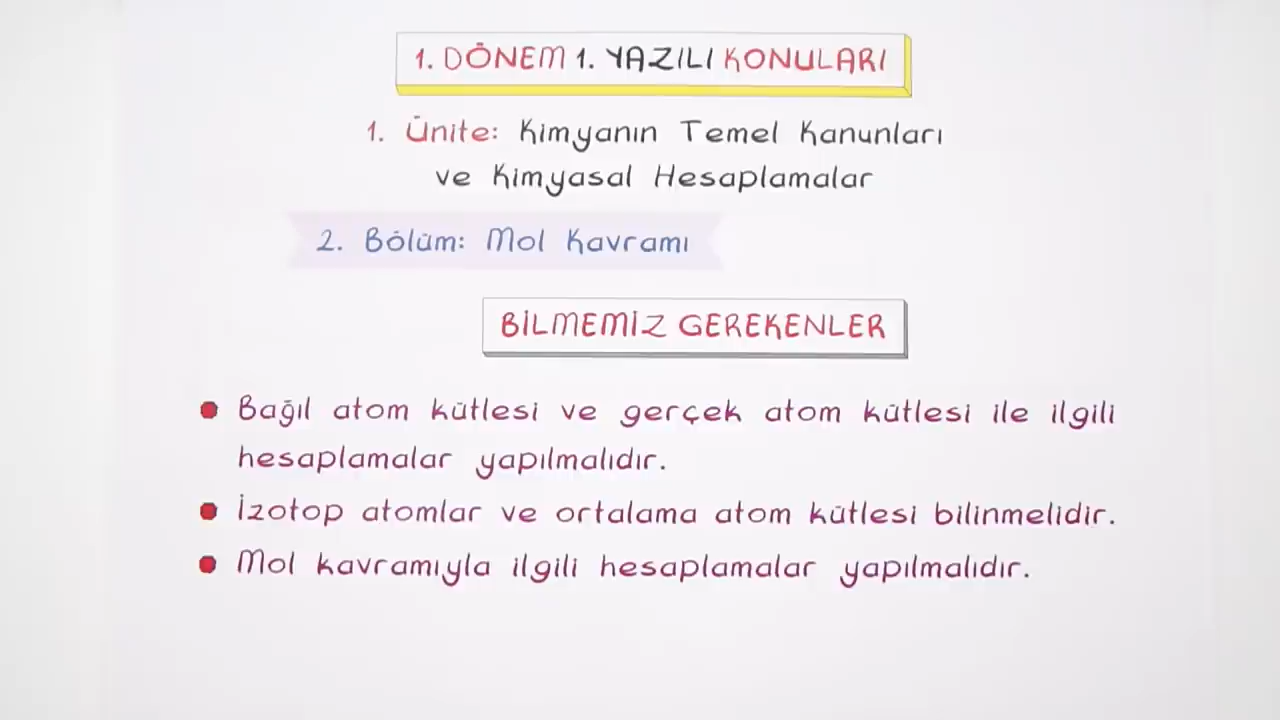 1. DÖNEM 1. YAZILI KONULARI
1. Ünite: Kimyanın Temel Kanunları
ve Kimyasal Hesaplamalar
2. Bölüm: Mol Kavramı
BİLMEMİZ GEREKENLER
Bağıl atom kütlesi ve gerçek atom kütlesi ile ilgili
hesaplamalar yapılmalıdır.
İzotop atomlar ve ortalama atom kütlesi bilinmelidir.
Mol kavramıyla ilgili hesaplamalar yapılmalıdır.